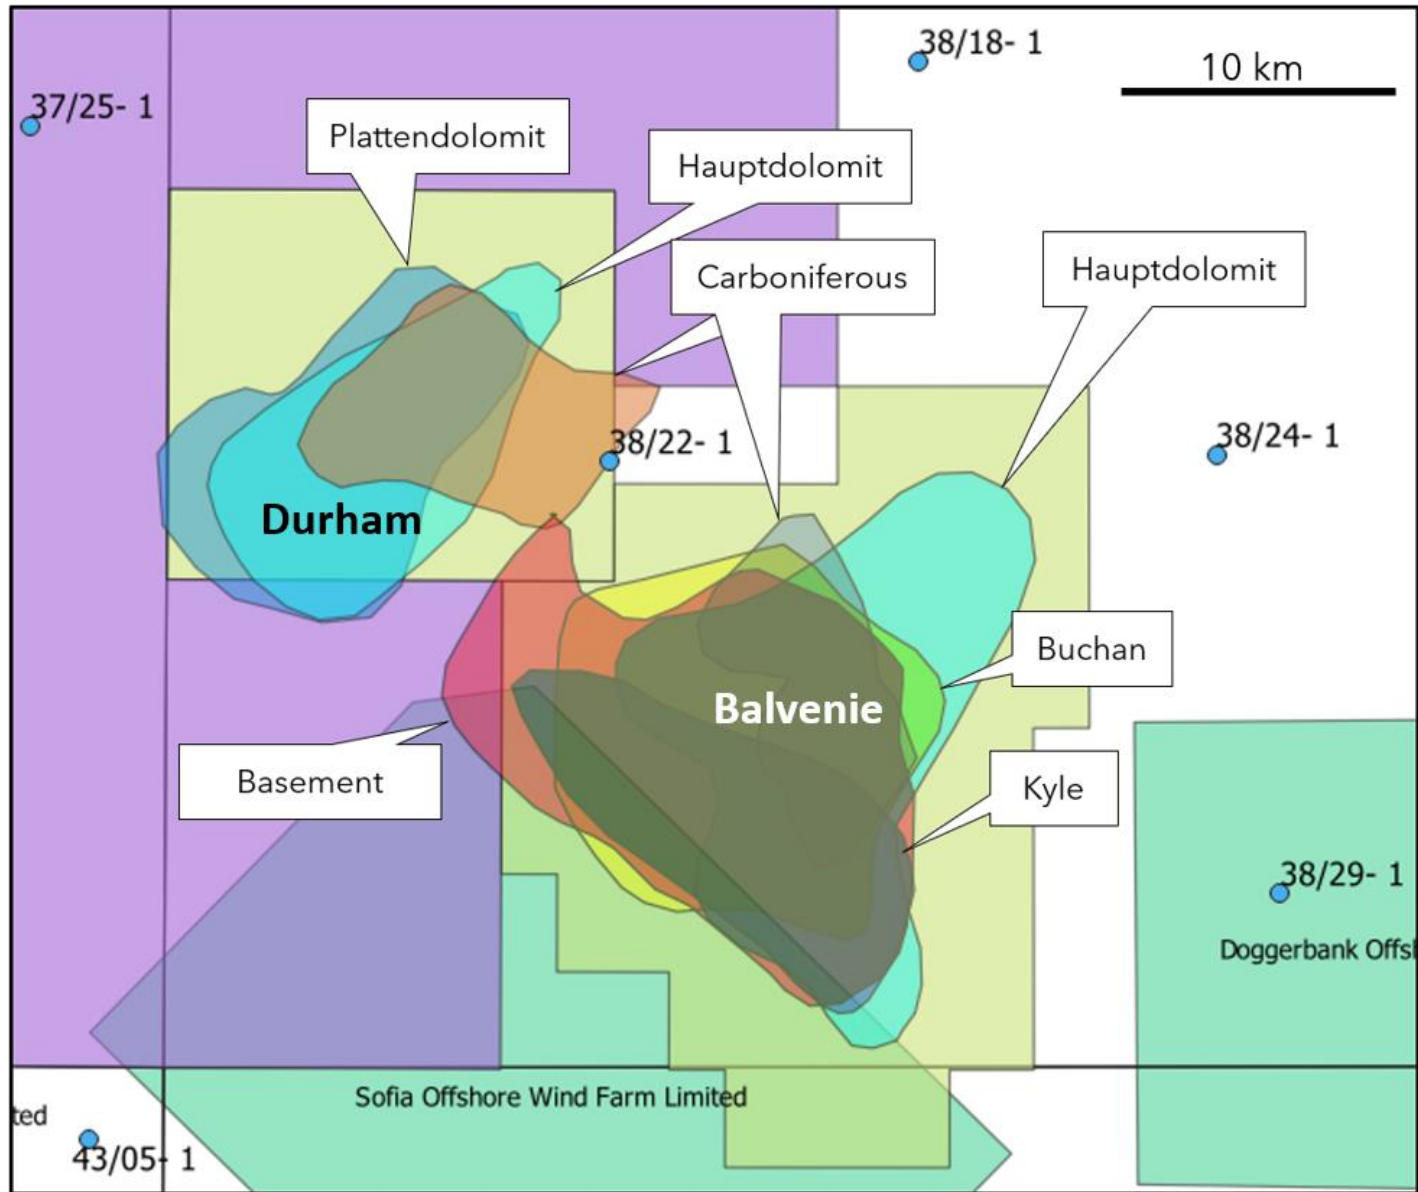 38/18- 1
10 km
37/25- 1
Plattendolomit
Hauptdolomit
Carboniferous
Hauptdolomit
38/22- 1
38/24- 1
Durham
Buchan
Balvenie
Basement
Kyle
38/29- 1
Doggerbank Offs
Sofia Offshore Wind Farm Limited
ted
43/05- 1